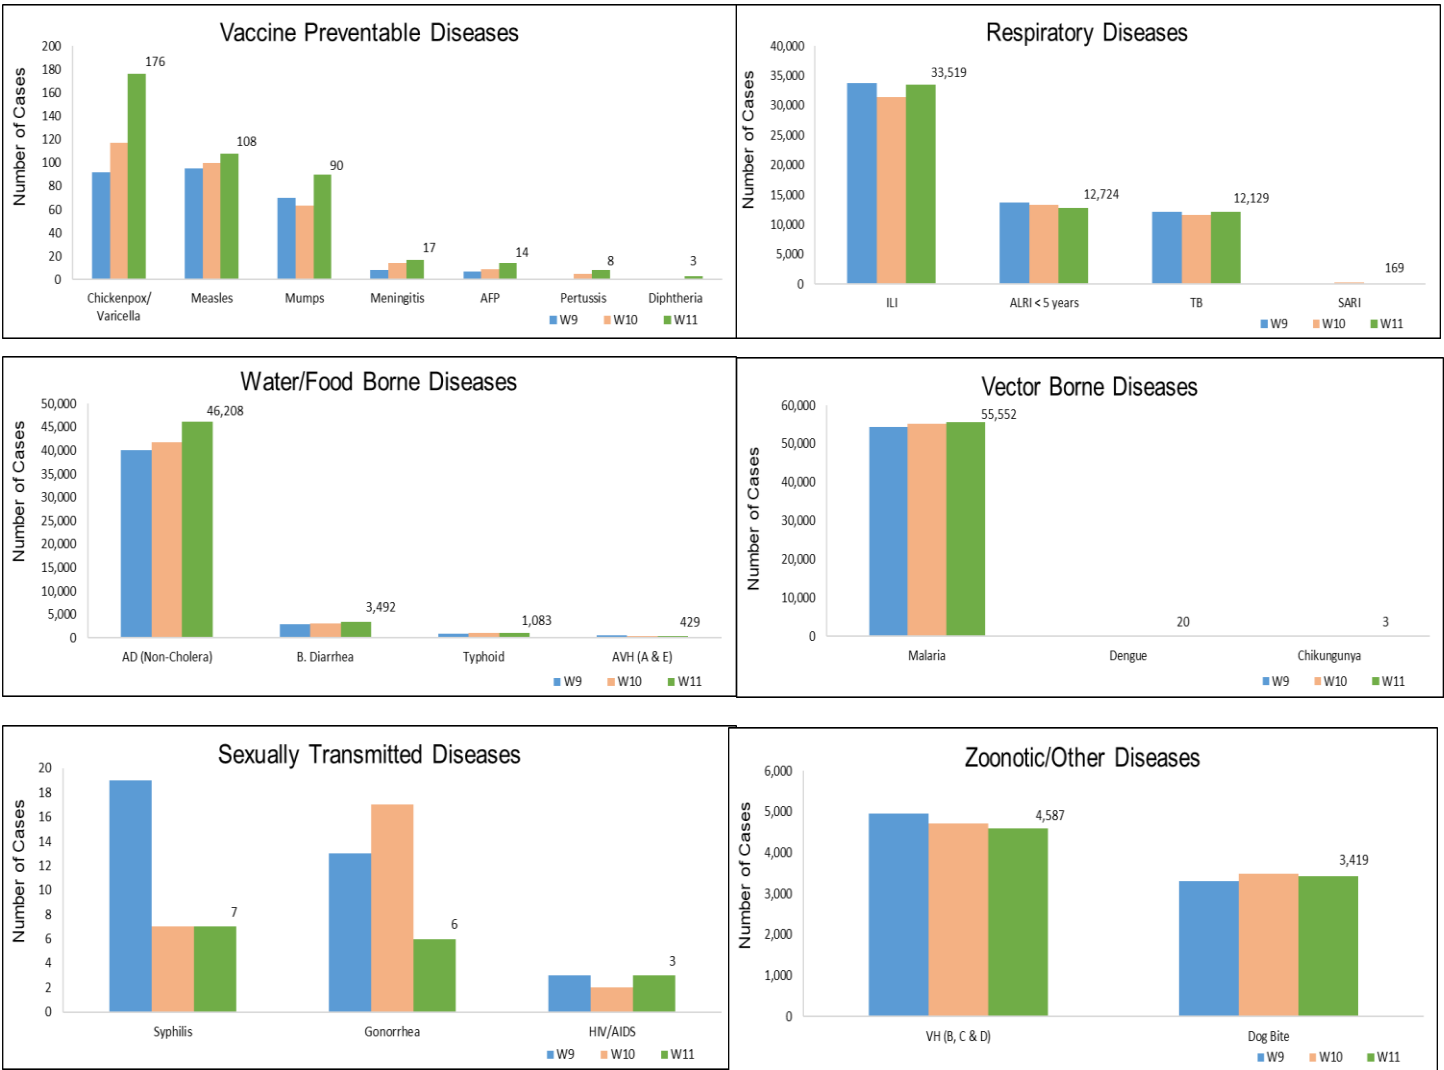 Vaccine Preventable Diseases
Number of Cases
200
180
160
140
120
100
80
60
40
20
0
176
108
90
17
14
8
3
Chickenpox/
Varicella
Measles
Mumps
Meningitis
AFP
Pertussis
Diphtheria
W9 W10 W11
Respiratory Diseases
Number of Cases
40,000
35,000
30,000
25,000
20,000
15,000
10,000
5,000
0
33,519
12,724
12,129
169
ILI
ALRI < 5 years
TB
SARI
W9 W10 W11
Water/Food Borne Diseases
Number of Cases
50,000
45,000
40,000
35,000
30,000
25,000
20,000
15,000
10,000
5,000
0
46,208
3,492
1,083
429
AD (Non-Cholera)
B. Diarrhea
Typhoid
AVH (A & E)
W9 W10 W11
Vector Borne Diseases
Number of Cases
60,000
50,000
40,000
30,000
20,000
10,000
0
55,552
20
3
Malaria
Dengue
Chikungunya
W9 W10 W11
Sexually Transmitted Diseases
Number of Cases
20
18
16
14
12
10
8
6
4
2
0
7
6
3
Syphilis
Gonorrhea
HIV/AIDS
W9 W10 W11
Zoonotic/Other Diseases
Number of Cases
6,000
5,000
4,000
3,000
2,000
1,000
0
4,587
3,419
VH (B, C & D)
Dog Bite
W9 W10 W11